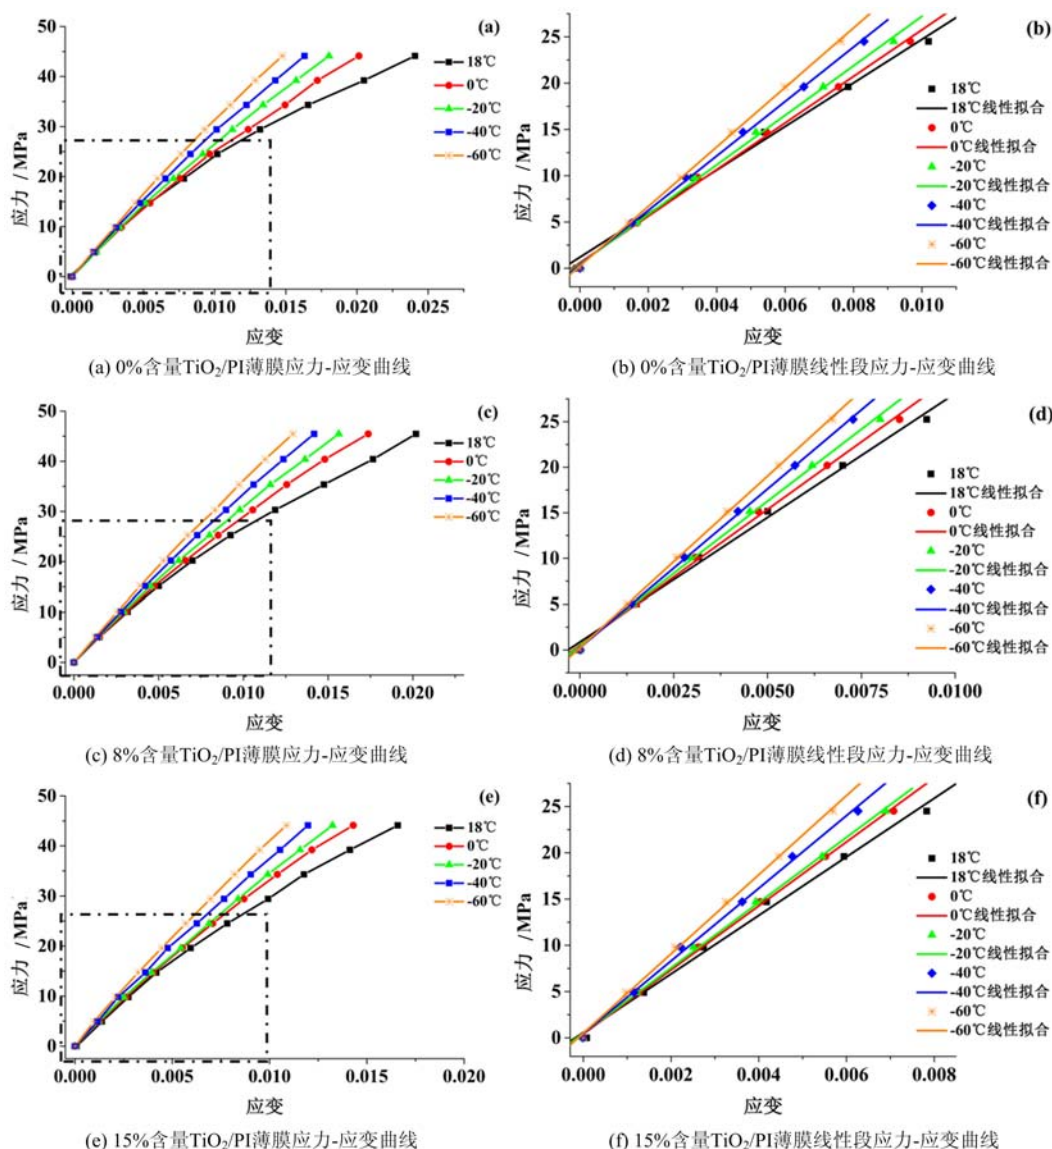 (a)
50
40
30
20
10
0
应力 /MPa
0.000 0.005 0.010 0.015 0.020 0.025
应变
18℃
0℃
-20℃
-40℃
-60℃
(a) 0%含量TiO₂/PI薄膜应力-应变曲线
(b)
25
20
15
10
5
0
应力 /MPa
0.000 0.002 0.004 0.006 0.008 0.010
应变
18℃
18℃线性拟合
0℃
0℃线性拟合
-20℃
-20℃线性拟合
-40℃
-40℃线性拟合
-60℃
-60℃线性拟合
(b) 0%含量TiO₂/PI薄膜线性段应力-应变曲线
(c)
50
40
30
20
10
0
应力 /MPa
0.000 0.005 0.010 0.015 0.020
应变
18℃
0℃
-20℃
-40℃
-60℃
(c) 8%含量TiO₂/PI薄膜应力-应变曲线
(d)
25
20
15
10
5
0
应力 /MPa
0.0000 0.0025 0.0050 0.0075 0.0100
应变
18℃
18℃线性拟合
0℃
0℃线性拟合
-20℃
-20℃线性拟合
-40℃
-40℃线性拟合
-60℃
-60℃线性拟合
(d) 8%含量TiO₂/PI薄膜线性段应力-应变曲线
(e)
50
40
30
20
10
0
应力 /MPa
0.000 0.005 0.010 0.015 0.020
应变
18℃
0℃
-20℃
-40℃
-60℃
(e) 15%含量TiO₂/PI薄膜应力-应变曲线
(f)
25
20
15
10
5
0
应力 /MPa
0.000 0.002 0.004 0.006 0.008
应变
18℃
18℃线性拟合
0℃
0℃线性拟合
-20℃
-20℃线性拟合
-40℃
-40℃线性拟合
-60℃
-60℃线性拟合
(f) 15%含量TiO₂/PI薄膜线性段应力-应变曲线